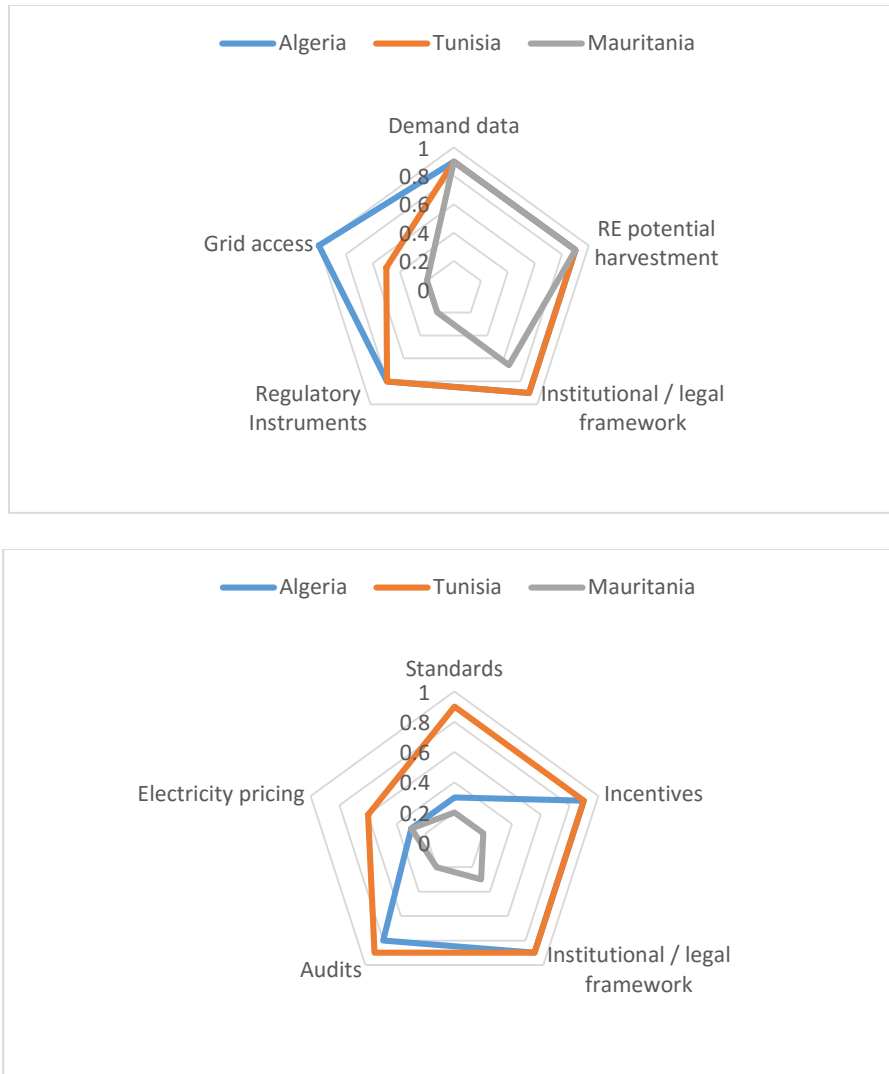 Algeria Tunisia Mauritania
Demand data
1
0.8
0.6
0.4
0.2
0
RE potential
harvestment
Institutional / legal
framework
Regulatory
Instruments
Grid access
Algeria Tunisia Mauritania
Standards
1
0.8
0.6
0.4
0.2
0
Incentives
Institutional / legal
framework
Audits
Electricity pricing